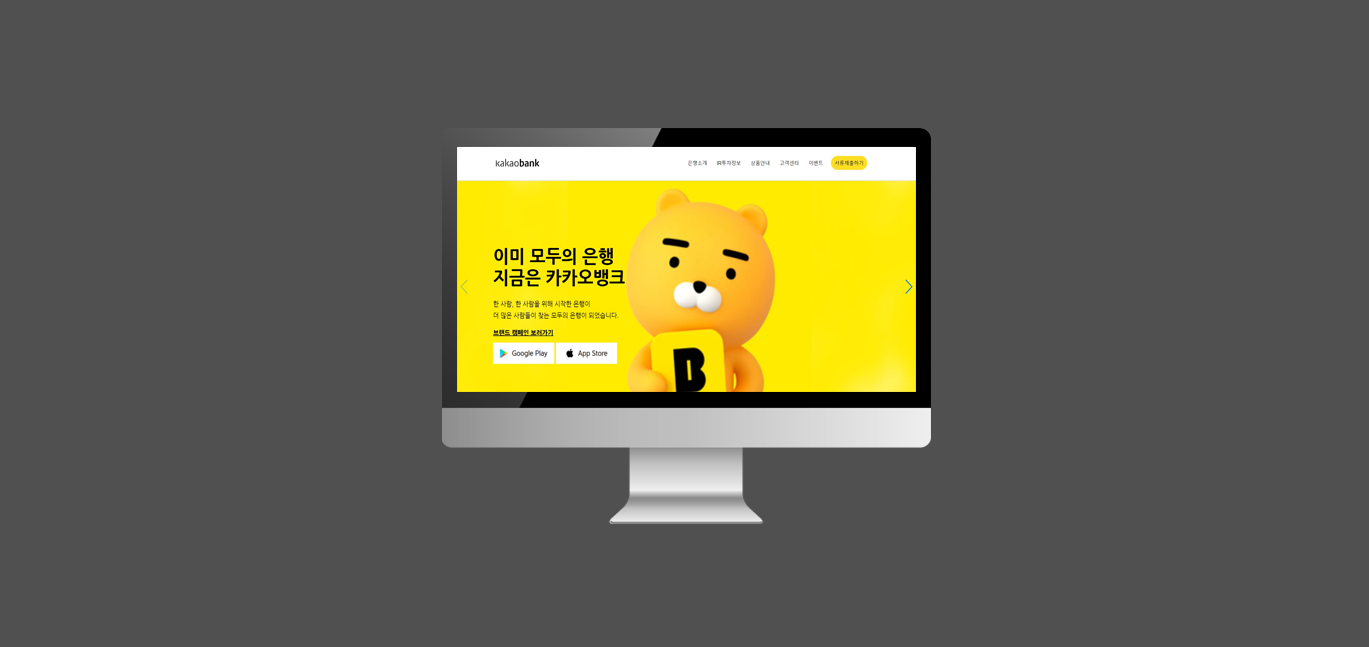 kakaobank
은행소개
IR투자정보
상품안내
고객센터
이벤트
서류제출하기
이미 모두의 은행
지금은 카카오뱅크
한 사람, 한 사람을 위해 시작한 은행이
더 많은 사람들이 찾는 모두의 은행이 되었습니다.
브랜드 캠페인 보러가기
Google Play
App Store
B